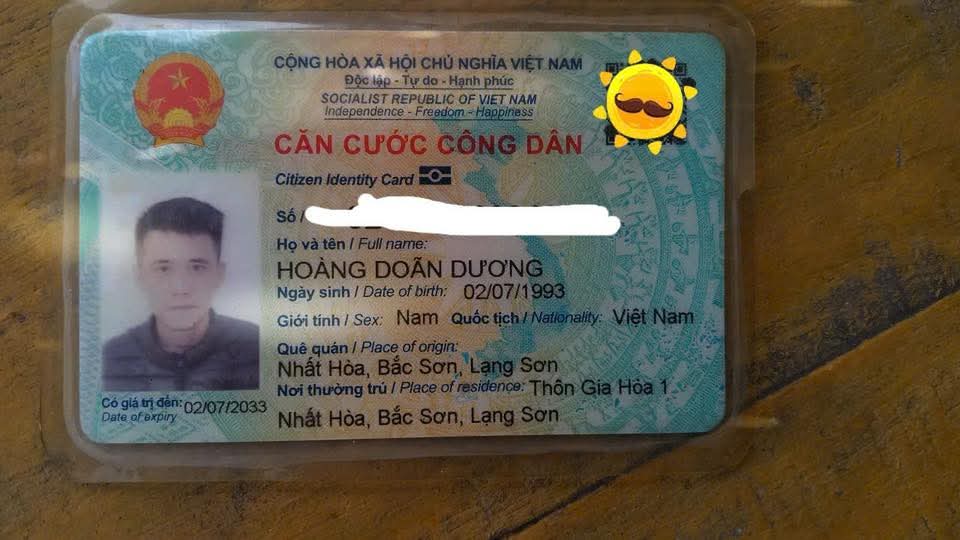 CỘNG HÒA XÃ HỘI CHỦ NGHĨA VIỆT NAM
Độc lập - Tự do - Hạnh phúc
SOCIALIST REPUBLIC OF VIET NAM
Independence - Freedom - Happiness
CĂN CƯỚC CÔNG DÂN
Citizen Identity Card
Số /
Họ và tên / Full name:
HOÀNG DOÃN DƯƠNG
Ngày sinh / Date of birth: 02/07/1993
Giới tính / Sex: Nam Quốc tịch / Nationality: Việt Nam
Quê quán / Place of origin:
Nhất Hòa, Bắc Sơn, Lạng Sơn
Nơi thường trú / Place of residence: Thôn Gia Hòa 1
Nhất Hòa, Bắc Sơn, Lạng Sơn
Có giá trị đến: 02/07/2033
Date of expiry